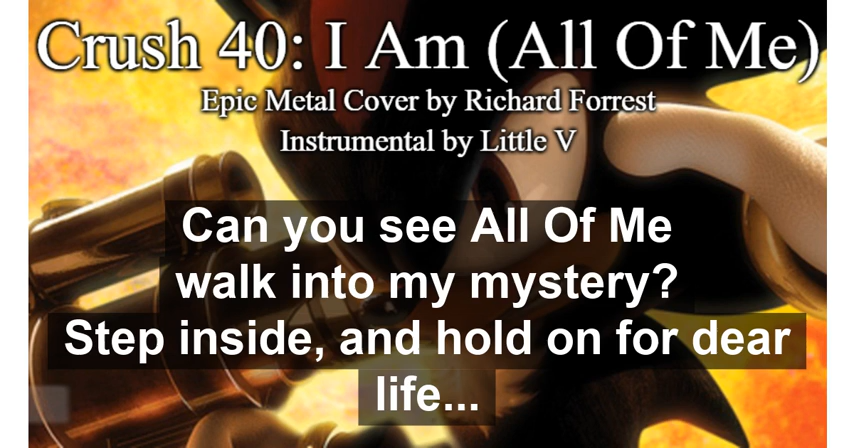 Crush 40: I Am (All Of Me)
Epic Metal Cover by Richard Forrest
Instrumental by Little V
Can you see All Of Me
walk into my mystery?
Step inside, and hold on for dear
life...